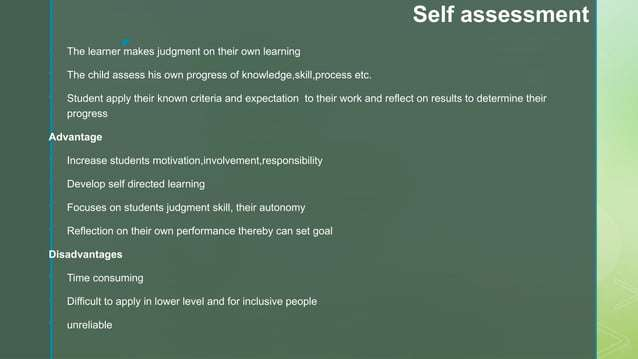 Self assessment
The learner makes judgment on their own learning
The child assess his own progress of knowledge,skill,process etc.
Student apply their known criteria and expectation to their work and reflect on results to determine their
progress
Advantage
Increase students motivation,involvement,responsibility
Develop self directed learning
Focuses on students judgment skill, their autonomy
Reflection on their own performance thereby can set goal
Disadvantages
Time consuming
Difficult to apply in lower level and for inclusive people
unreliable